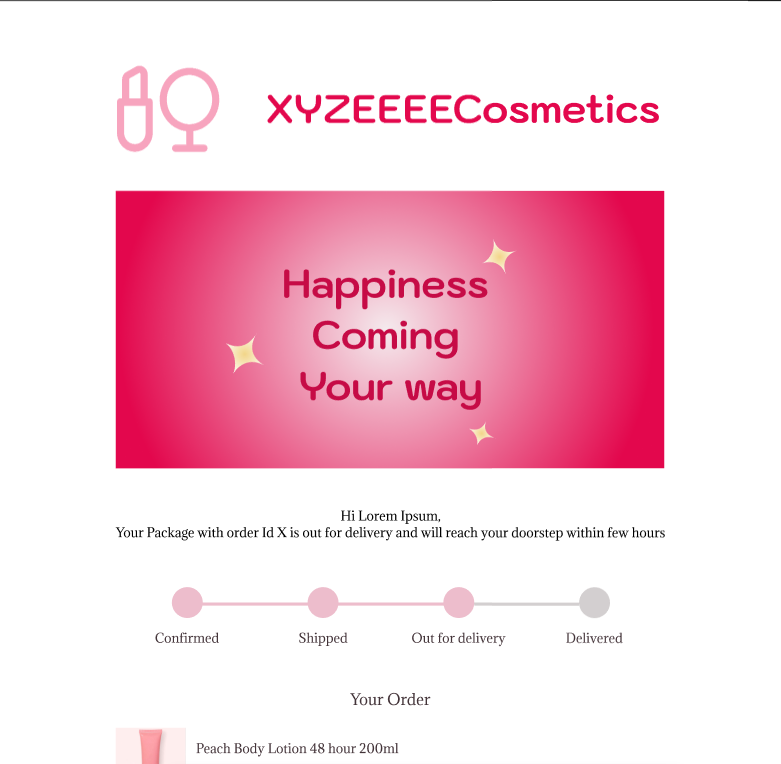 XYZEEEECosmetics
Happiness
Coming
Your way
Hi Lorem Ipsum,
Your Package with order Id X is out for delivery and will reach your doorstep within few hours
Confirmed Shipped Out for delivery Delivered
Your Order
Peach Body Lotion 48 hour 200ml